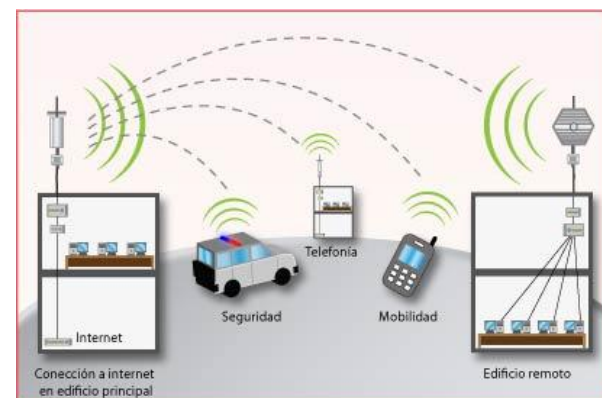 Telefonía
Seguridad
Mobilidad
Internet
Conección a internet
en edificio principal
Edificio remoto